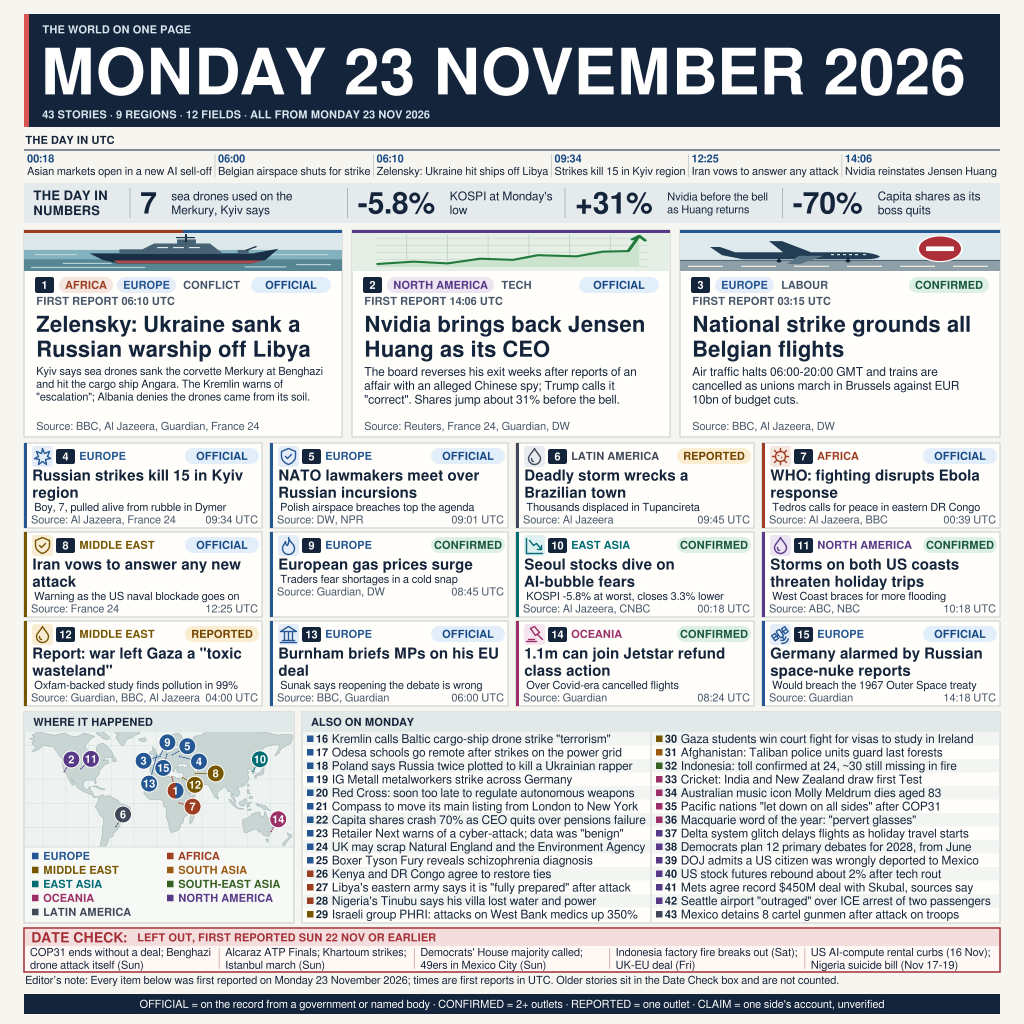 THE WORLD ON ONE PAGE
MONDAY 23 NOVEMBER 2026
43 STORIES · 9 REGIONS · 12 FIELDS · ALL FROM MONDAY 23 NOV 2026
THE DAY IN UTC
00:18
Asian markets open in a new AI sell-off
06:00
Belgian airspace shuts for strike
06:10
Zelensky: Ukraine hit ships off Libya
09:34
Strikes kill 15 in Kyiv region
12:25
Iran vows to answer any attack
14:06
Nvidia reinstates Jensen Huang
THE DAY IN
NUMBERS
7
sea drones used on the
Merkury, Kyiv says
-5.8%
KOSPI at Monday's
low
+31%
Nvidia before the bell
as Huang returns
-70%
Capita shares as its
boss quits
1 AFRICA EUROPE CONFLICT OFFICIAL
FIRST REPORT 06:10 UTC
Zelensky: Ukraine sank a
Russian warship off Libya
Kyiv says sea drones sank the corvette Merkury at Benghazi
and hit the cargo ship Angara. The Kremlin warns of
"escalation"; Albania denies the drones came from its soil.
Source: BBC, Al Jazeera, Guardian, France 24
2 NORTH AMERICA TECH OFFICIAL
FIRST REPORT 14:06 UTC
Nvidia brings back Jensen
Huang as its CEO
The board reverses his exit weeks after reports of an
affair with an alleged Chinese spy; Trump calls it
"correct". Shares jump about 31% before the bell.
Source: Reuters, France 24, Guardian, DW
3 EUROPE LABOUR CONFIRMED
FIRST REPORT 03:15 UTC
National strike grounds all
Belgian flights
Air traffic halts 06:00-20:00 GMT and trains are
cancelled as unions march in Brussels against EUR
10bn of budget cuts.
Source: BBC, Al Jazeera, DW
4 EUROPE OFFICIAL
Russian strikes kill 15 in Kyiv
region
Boy, 7, pulled alive from rubble in Dymer
Source: Al Jazeera, France 24 09:34 UTC
5 EUROPE OFFICIAL
NATO lawmakers meet over
Russian incursions
Polish airspace breaches top the agenda
Source: DW, NPR 09:01 UTC
6 LATIN AMERICA REPORTED
Deadly storm wrecks a
Brazilian town
Thousands displaced in Tupancireta
Source: Al Jazeera 09:45 UTC
7 AFRICA OFFICIAL
WHO: fighting disrupts Ebola
response
Tedros calls for peace in eastern DR Congo
Source: Al Jazeera, BBC 00:39 UTC
8 MIDDLE EAST OFFICIAL
Iran vows to answer any new
attack
Warning as the US naval blockade goes on
Source: France 24 12:25 UTC
9 EUROPE CONFIRMED
European gas prices surge
Traders fear shortages in a cold snap
Source: Guardian, DW 08:45 UTC
10 EAST ASIA CONFIRMED
Seoul stocks dive on
AI-bubble fears
KOSPI -5.8% at worst, closes 3.3% lower
Source: Al Jazeera, CNBC 00:18 UTC
11 NORTH AMERICA CONFIRMED
Storms on both US coasts
threaten holiday trips
West Coast braces for more flooding
Source: ABC, NBC 10:18 UTC
12 MIDDLE EAST REPORTED
Report: war left Gaza a "toxic
wasteland"
Oxfam-backed study finds pollution in 99%
Source: Guardian, BBC, Al Jazeera 04:00 UTC
13 EUROPE OFFICIAL
Burnham briefs MPs on his EU
deal
Sunak says reopening the debate is wrong
Source: BBC, Guardian 06:00 UTC
14 OCEANIA CONFIRMED
1.1m can join Jetstar refund
class action
Over Covid-era cancelled flights
Source: Guardian 08:24 UTC
15 EUROPE OFFICIAL
Germany alarmed by Russian
space-nuke reports
Would breach the 1967 Outer Space treaty
Source: Guardian 14:18 UTC
WHERE IT HAPPENED
9
5
2 11 3 4 10
15 8
13 12
1
7
6
14
EUROPE AFRICA
MIDDLE EAST SOUTH ASIA
EAST ASIA SOUTH-EAST ASIA
OCEANIA NORTH AMERICA
LATIN AMERICA
ALSO ON MONDAY
16 Kremlin calls Baltic cargo-ship drone strike "terrorism"
17 Odesa schools go remote after strikes on the power grid
18 Poland says Russia twice plotted to kill a Ukrainian rapper
19 IG Metall metalworkers strike across Germany
20 Red Cross: soon too late to regulate autonomous weapons
21 Compass to move its main listing from London to New York
22 Capita shares crash 70% as CEO quits over pensions failure
23 Retailer Next warns of a cyber-attack; data was "benign"
24 UK may scrap Natural England and the Environment Agency
25 Boxer Tyson Fury reveals schizophrenia diagnosis
26 Kenya and DR Congo agree to restore ties
27 Libya's eastern army says it is "fully prepared" after attack
28 Nigeria's Tinubu says his villa lost water and power
29 Israeli group PHRI: attacks on West Bank medics up 350%
30 Gaza students win court fight for visas to study in Ireland
31 Afghanistan: Taliban police units guard last forests
32 Indonesia: toll confirmed at 24, ~30 still missing in fire
33 Cricket: India and New Zealand draw first Test
34 Australian music icon Molly Meldrum dies aged 83
35 Pacific nations "let down on all sides" after COP31
36 Macquarie word of the year: "pervert glasses"
37 Delta system glitch delays flights as holiday travel starts
38 Democrats plan 12 primary debates for 2028, from June
39 DOJ admits a US citizen was wrongly deported to Mexico
40 US stock futures rebound about 2% after tech rout
41 Mets agree record $450M deal with Skubal, sources say
42 Seattle airport "outraged" over ICE arrest of two passengers
43 Mexico detains 8 cartel gunmen after attack on troops
DATE CHECK: LEFT OUT, FIRST REPORTED SUN 22 NOV OR EARLIER
COP31 ends without a deal; Benghazi
drone attack itself (Sun)
Alcaraz ATP Finals; Khartoum strikes;
Istanbul march (Sun)
Democrats' House majority called;
49ers in Mexico City (Sun)
Indonesia factory fire breaks out (Sat);
UK-EU deal (Fri)
US AI-compute rental curbs (16 Nov);
Nigeria suicide bill (Nov 17-19)
Editor's note: Every item below was first reported on Monday 23 November 2026; times are first reports in UTC. Older stories sit in the Date Check box and are not counted.
OFFICIAL = on the record from a government or named body · CONFIRMED = 2+ outlets · REPORTED = one outlet · CLAIM = one side's account, unverified